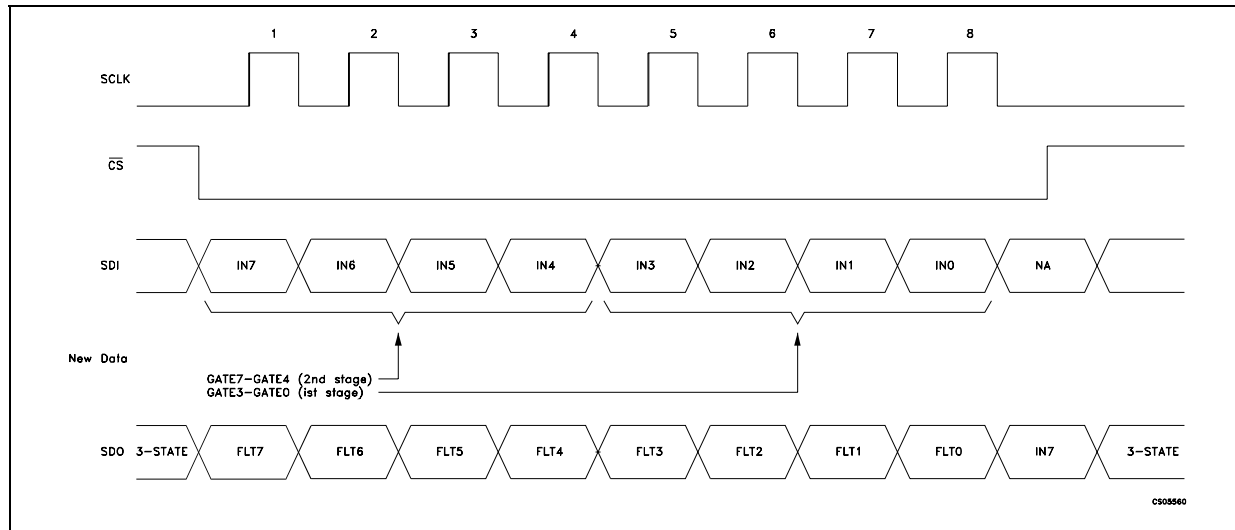 1 2 3 4 5 6 7 8
SCLK
CS
SDI IN7 IN6 IN5 IN4 IN3 IN2 IN1 IN0 NA
New Data
GATE7-GATE4 (2nd stage)
GATE3-GATE0 (ist stage)
SDO 3-STATE FLT7 FLT6 FLT5 FLT4 FLT3 FLT2 FLT1 FLT0 IN7 3-STATE
CS05560